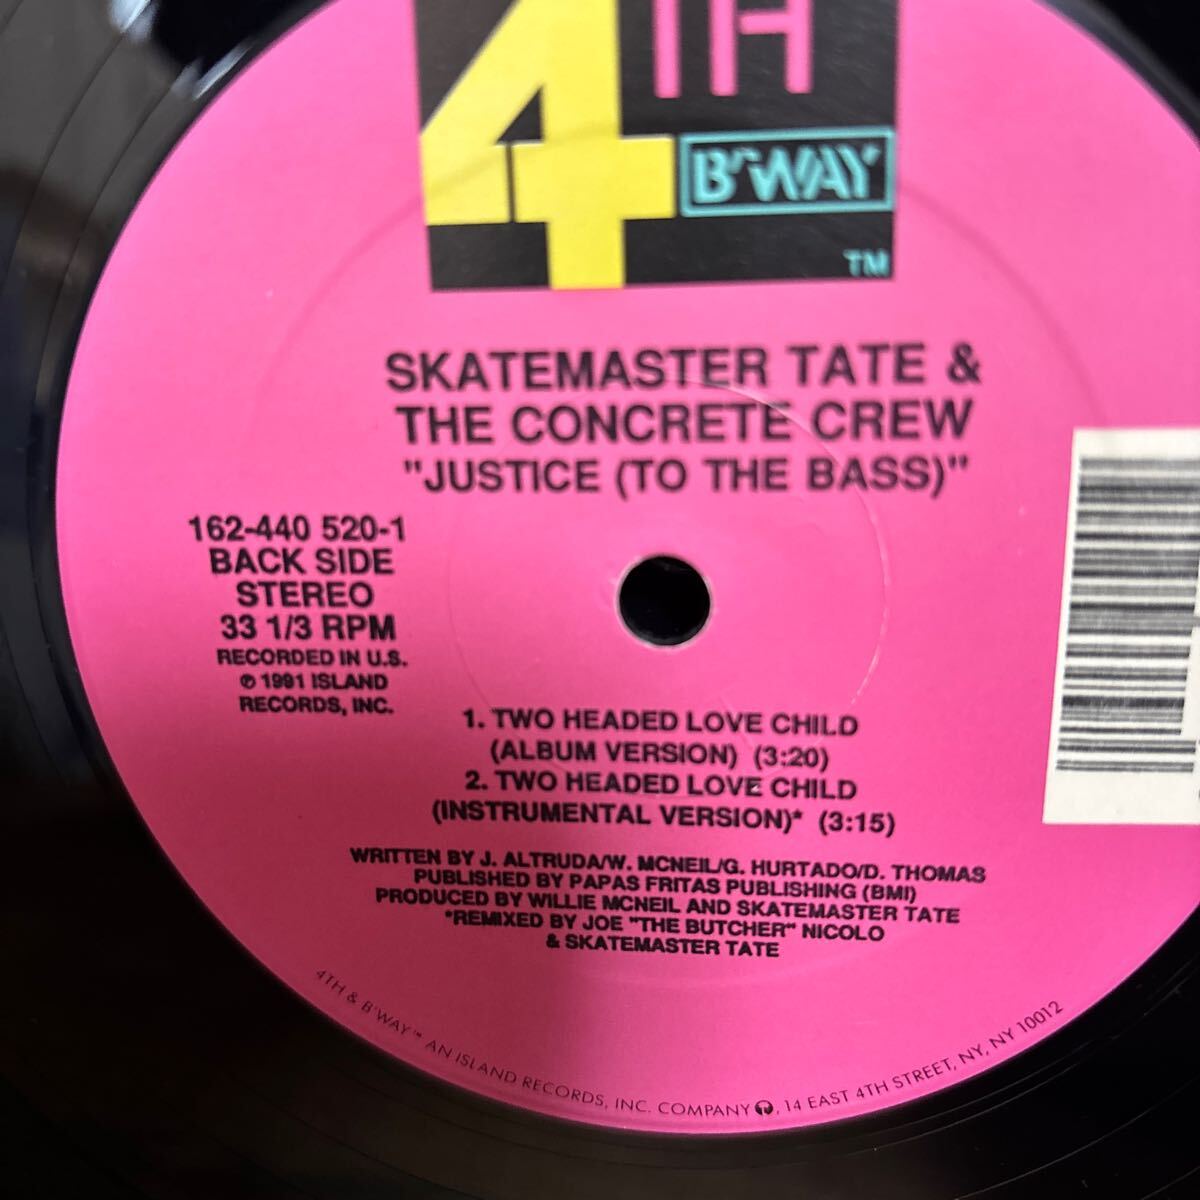 4TH
B'WAY
TM
SKATEMASTER TATE &
THE CONCRETE CREW
"JUSTICE (TO THE BASS)"
162-440 520-1
BACK SIDE
STEREO
33 1/3 RPM
RECORDED IN U.S.
℗ 1991 ISLAND
RECORDS, INC.
1. TWO HEADED LOVE CHILD
(ALBUM VERSION) (3:20)
2. TWO HEADED LOVE CHILD
(INSTRUMENTAL VERSION)* (3:15)
WRITTEN BY J. ALTRUDA/W. MCNEIL/G. HURTADO/D. THOMAS
PUBLISHED BY PAPAS FRITAS PUBLISHING (BMI)
PRODUCED BY WILLIE MCNEIL AND SKATEMASTER TATE
*REMIXED BY JOE "THE BUTCHER" NICOLO
& SKATEMASTER TATE
4TH & B'WAY™ AN ISLAND RECORDS, INC. COMPANY, 14 EAST 4TH STREET, NY, NY 10012